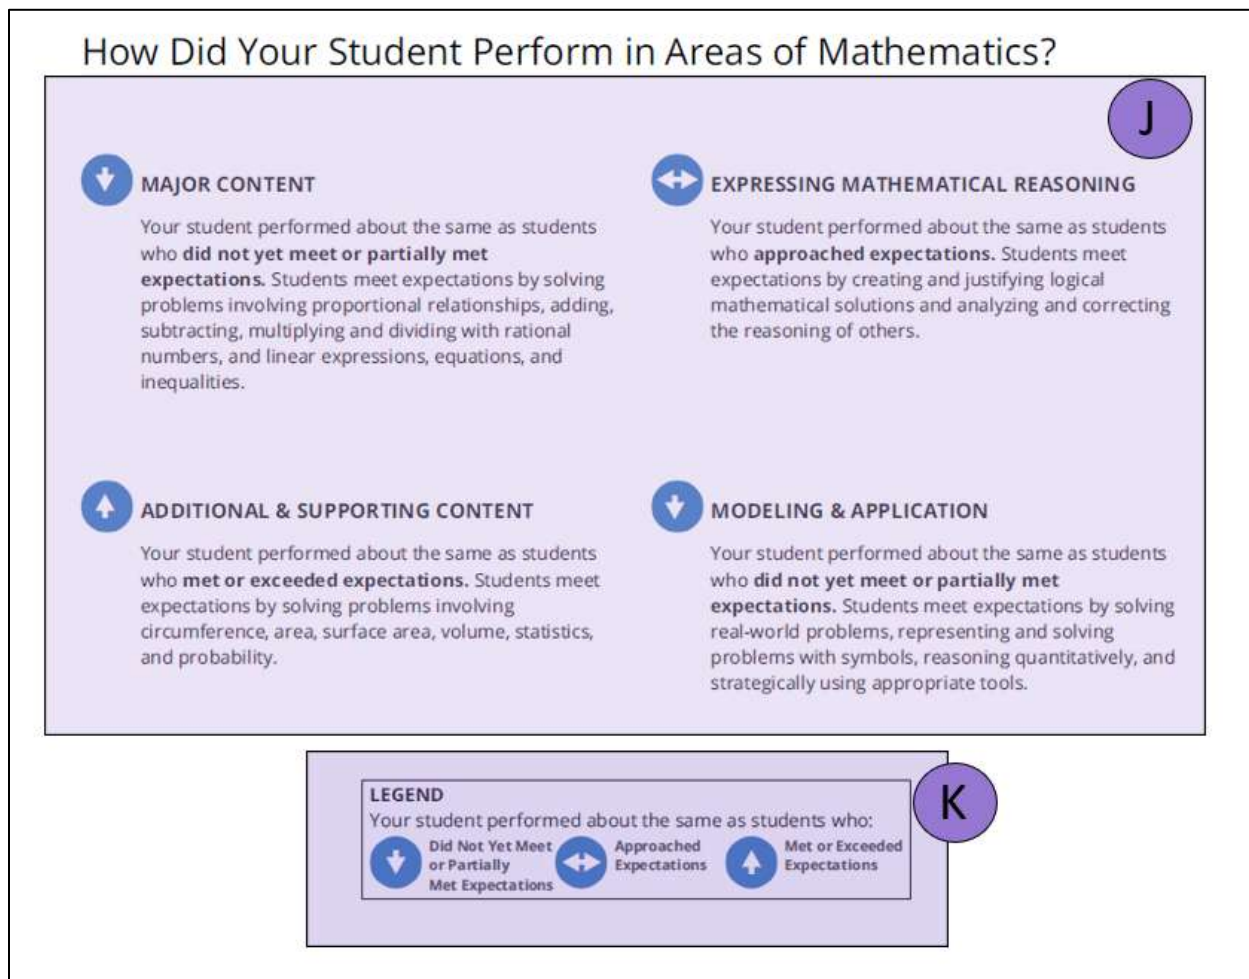 How Did Your Student Perform in Areas of Mathematics?
J
MAJOR CONTENT
Your student performed about the same as students
who did not yet meet or partially met
expectations. Students meet expectations by solving
problems involving proportional relationships, adding,
subtracting, multiplying and dividing with rational
numbers, and linear expressions, equations, and
inequalities.
EXPRESSING MATHEMATICAL REASONING
Your student performed about the same as students
who approached expectations. Students meet
expectations by creating and justifying logical
mathematical solutions and analyzing and correcting
the reasoning of others.
ADDITIONAL & SUPPORTING CONTENT
Your student performed about the same as students
who met or exceeded expectations. Students meet
expectations by solving problems involving
circumference, area, surface area, volume, statistics,
and probability.
MODELING & APPLICATION
Your student performed about the same as students
who did not yet meet or partially met
expectations. Students meet expectations by solving
real-world problems, representing and solving
problems with symbols, reasoning quantitatively, and
strategically using appropriate tools.
K
LEGEND
Your student performed about the same as students who:
Did Not Yet Meet
or Partially
Met Expectations
Approached
Expectations
Met or Exceeded
Expectations